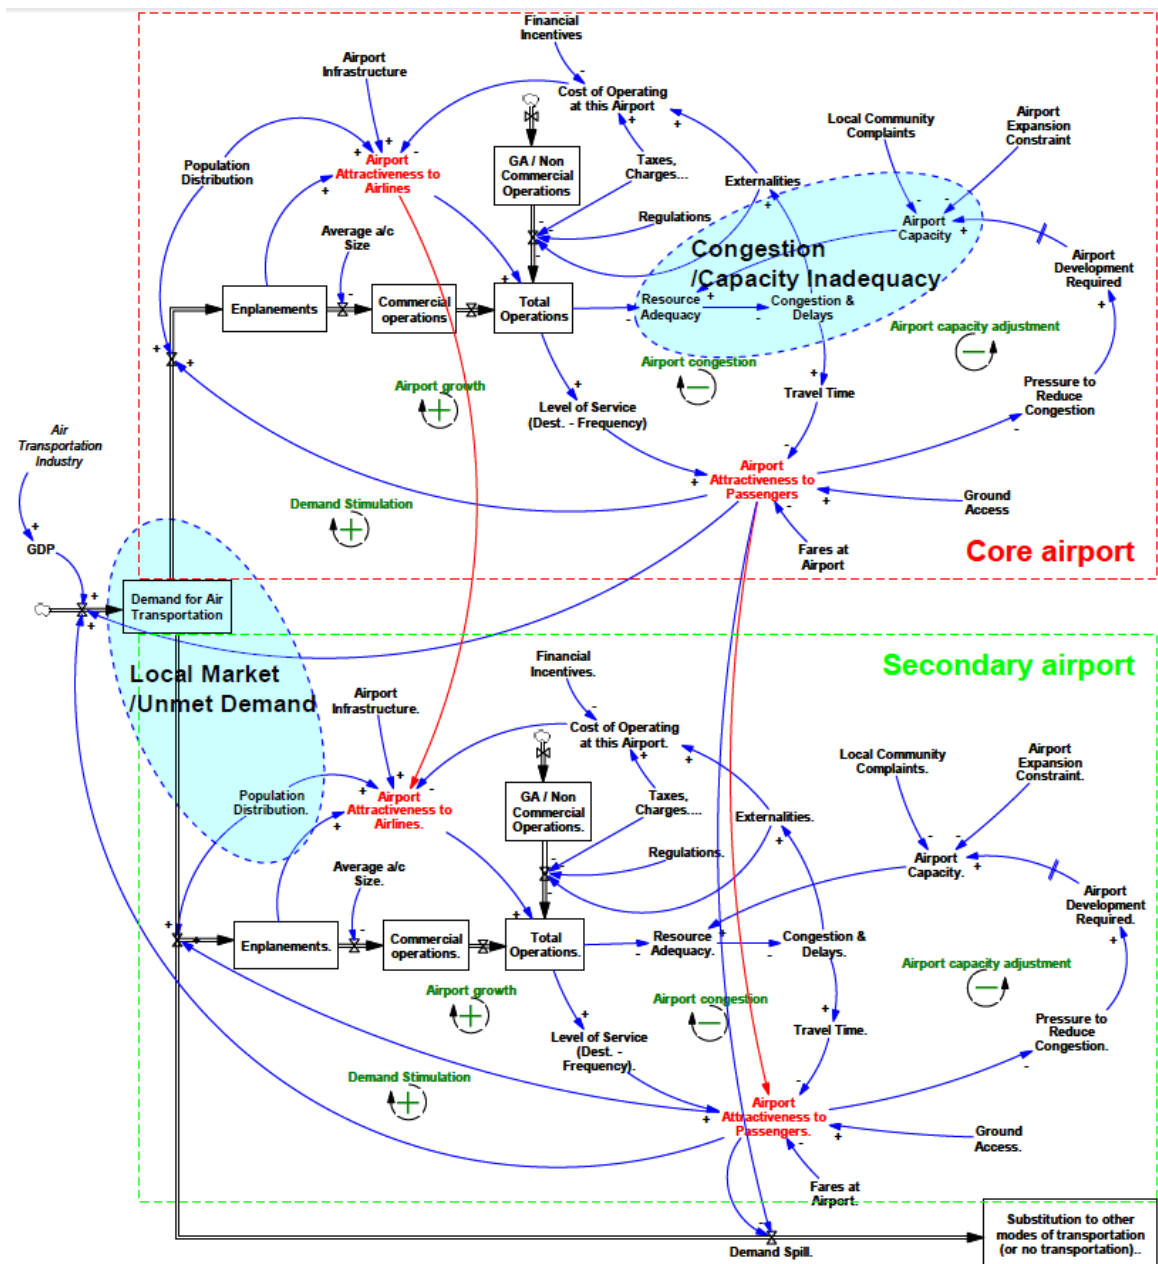 Financial
Incentives
Airport
Infrastructure
Cost of Operating
at this Airport
Local Community
Complaints
Airport
Expansion
Constraint
Population
Distribution
Airport
Attractiveness to
Airlines
GA / Non
Commercial
Operations
Taxes,
Charges...
Externalities
Regulations
Airport
Capacity
Average a/c
Size
Congestion
/Capacity Inadequacy
Airport
Development
Required
Enplanements
Commercial
operations
Total
Operations
Resource
Adequacy
Congestion &
Delays
Airport capacity adjustment
Airport congestion
Airport growth
Travel Time
Pressure to
Reduce
Congestion
Level of Service
(Dest. - Frequency)
Air
Transportation
Industry
Airport
Attractiveness to
Passengers
Ground
Access
Demand Stimulation
GDP
Fares at
Airport
Core airport
Demand for Air
Transportation
Secondary airport
Local Market
/Unmet Demand
Financial
Incentives.
Airport
Infrastructure.
Cost of Operating
at this Airport.
Local Community
Complaints.
Airport
Expansion
Constraint.
Population
Distribution.
Airport
Attractiveness to
Airlines.
GA / Non
Commercial
Operations.
Taxes,
Charges....
Externalities.
Regulations.
Airport
Capacity.
Average a/c
Size.
Airport
Development
Required.
Enplanements.
Commercial
operations.
Total
Operations.
Resource
Adequacy.
Congestion &
Delays.
Airport capacity adjustment
Airport growth
Airport congestion
Travel Time.
Pressure to
Reduce
Congestion.
Level of Service
(Dest. -
Frequency).
Demand Stimulation
Airport
Attractiveness to
Passengers.
Ground
Access.
Fares at
Airport.
Demand Spill.
Substitution to other
modes of transportation
(or no transportation)..